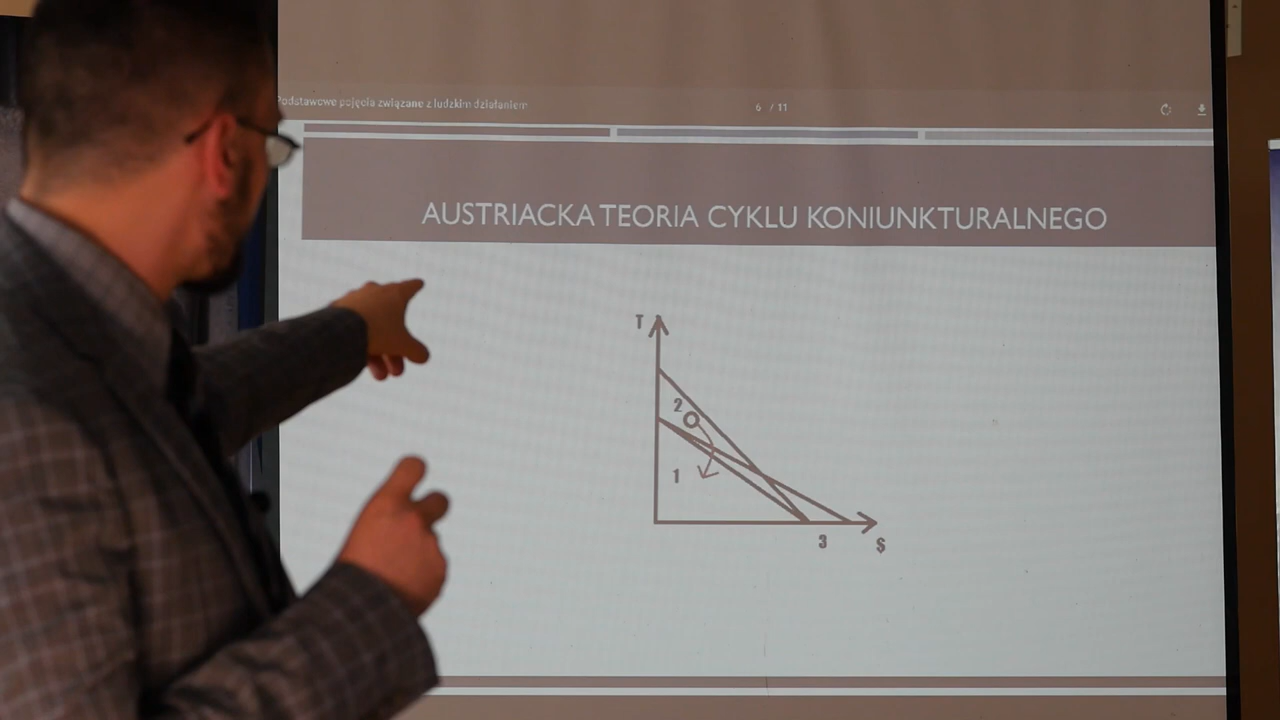 Podstawowe pojęcia związane z ludzkim działaniem
6 / 11
AUSTRIACKA TEORIA CYKLU KONIUNKTURALNEGO
T
2
1
3
$